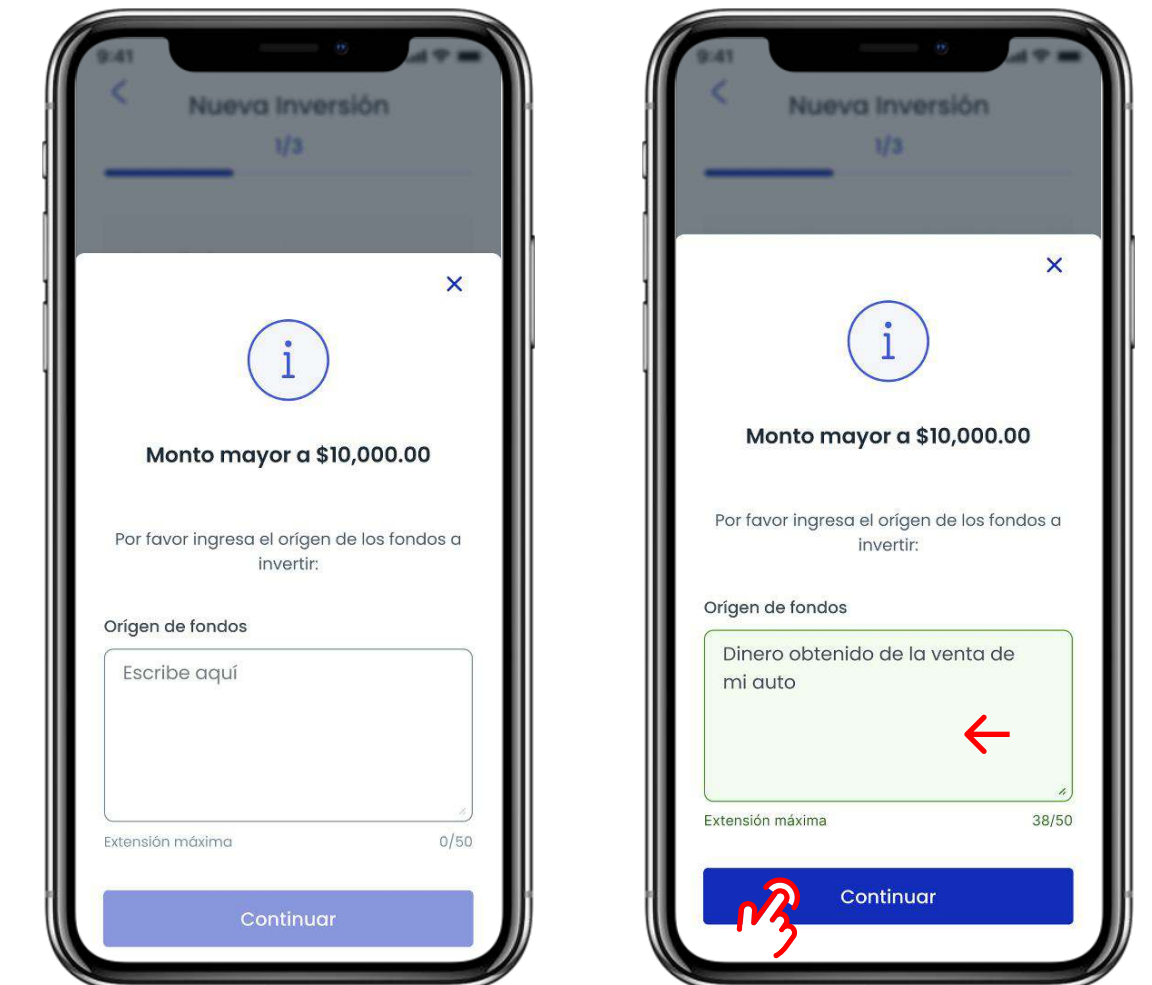 9:41
Nueva Inversión
1/3
Monto mayor a $10,000.00
Por favor ingresa el orígen de los fondos a
invertir:
Orígen de fondos
Escribe aquí
Extensión máxima 0/50
Continuar
9:41
Nueva Inversión
1/3
Monto mayor a $10,000.00
Por favor ingresa el orígen de los fondos a
invertir:
Orígen de fondos
Dinero obtenido de la venta de
mi auto
Extensión máxima 38/50
Continuar